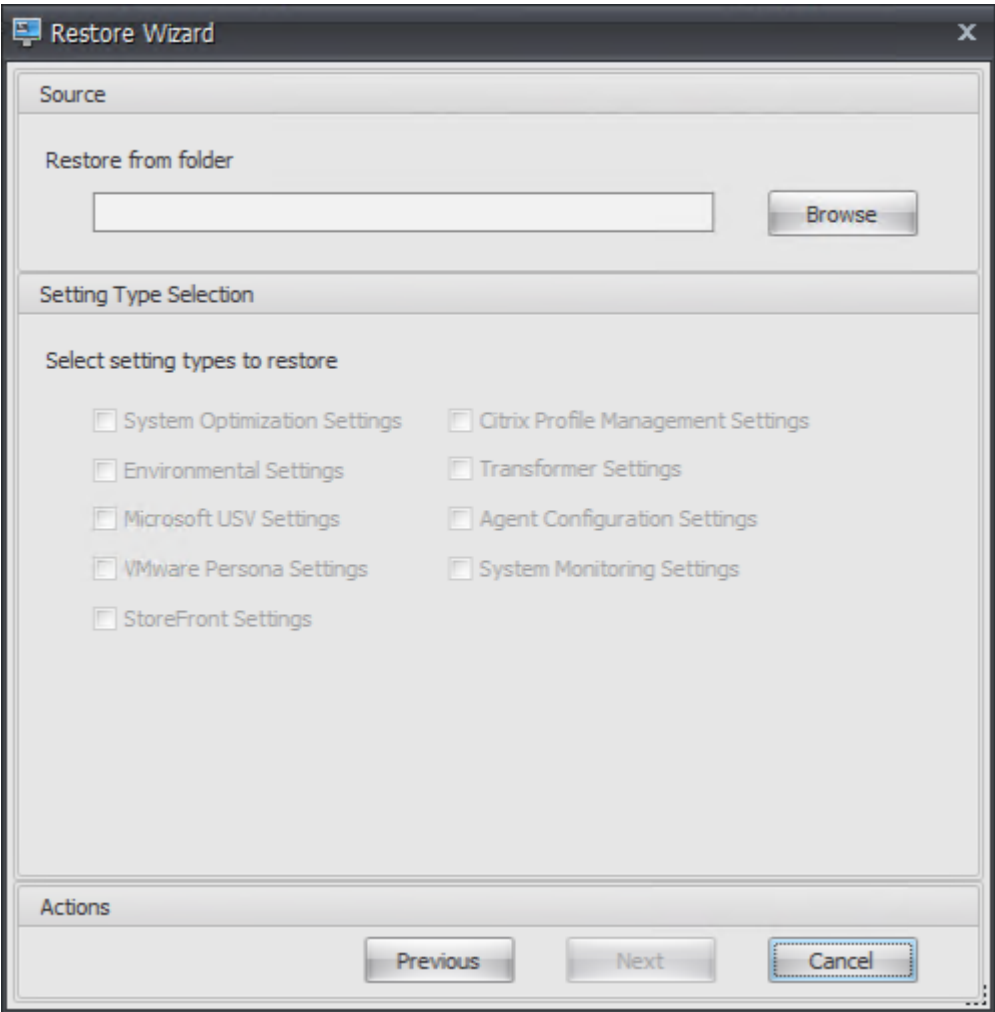 Restore Wizard x
Source
Restore from folder
Browse
Setting Type Selection
Select setting types to restore
System Optimization Settings Citrix Profile Management Settings
Environmental Settings Transformer Settings
Microsoft USV Settings Agent Configuration Settings
VMware Persona Settings System Monitoring Settings
StoreFront Settings
Actions
Previous Next Cancel